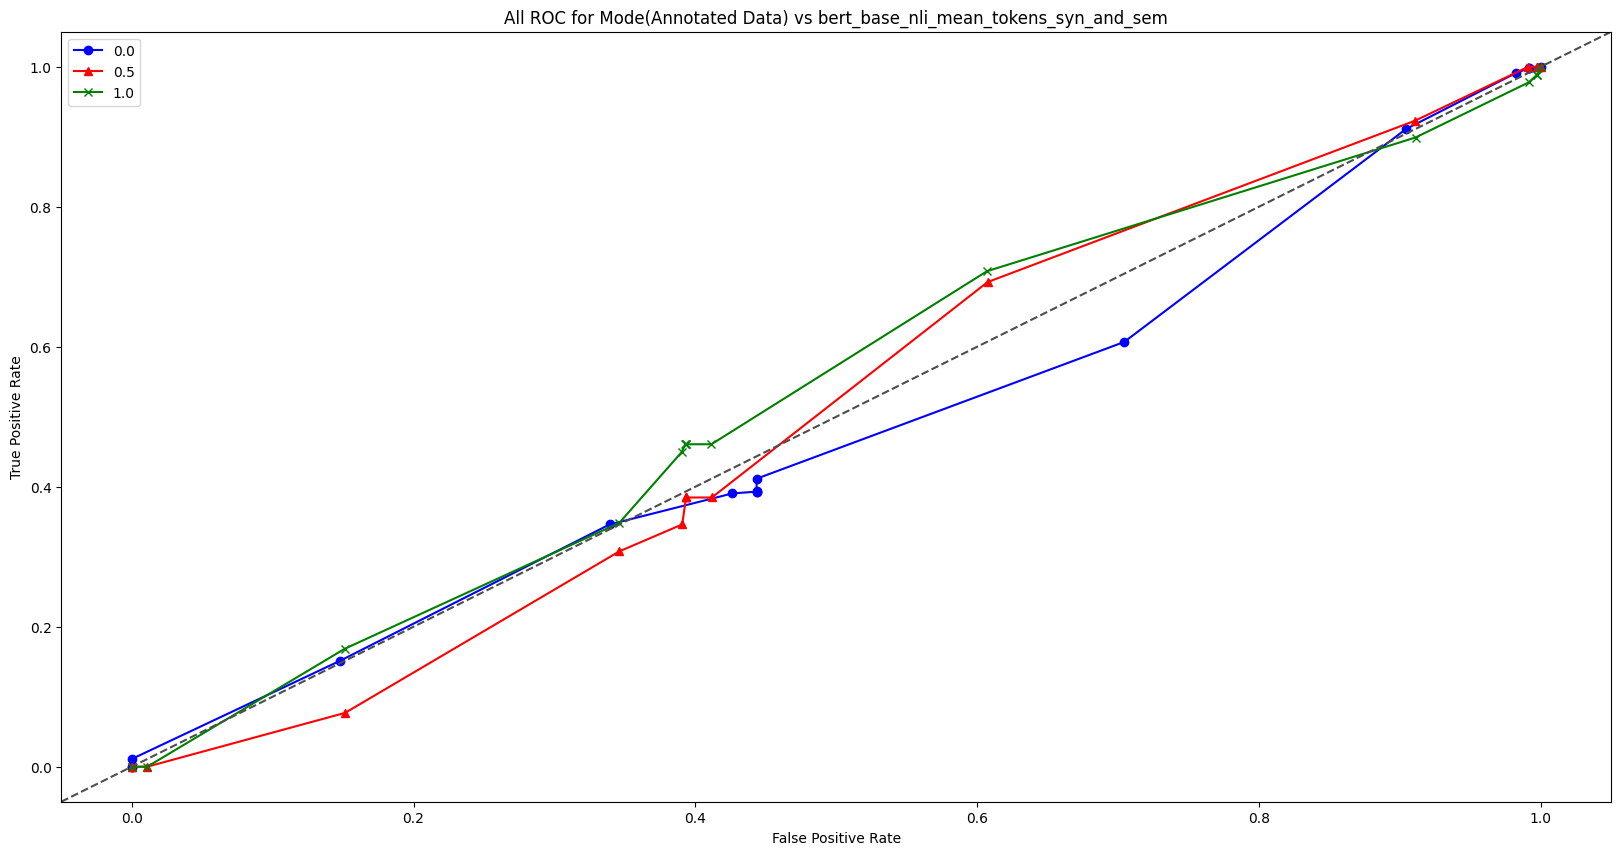 All ROC for Mode(Annotated Data) vs bert_base_nli_mean_tokens_syn_and_sem
0.0
0.5
1.0
1.0
0.8
0.6
0.4
0.2
0.0
True Positive Rate
0.0 0.2 0.4 0.6 0.8 1.0
False Positive Rate